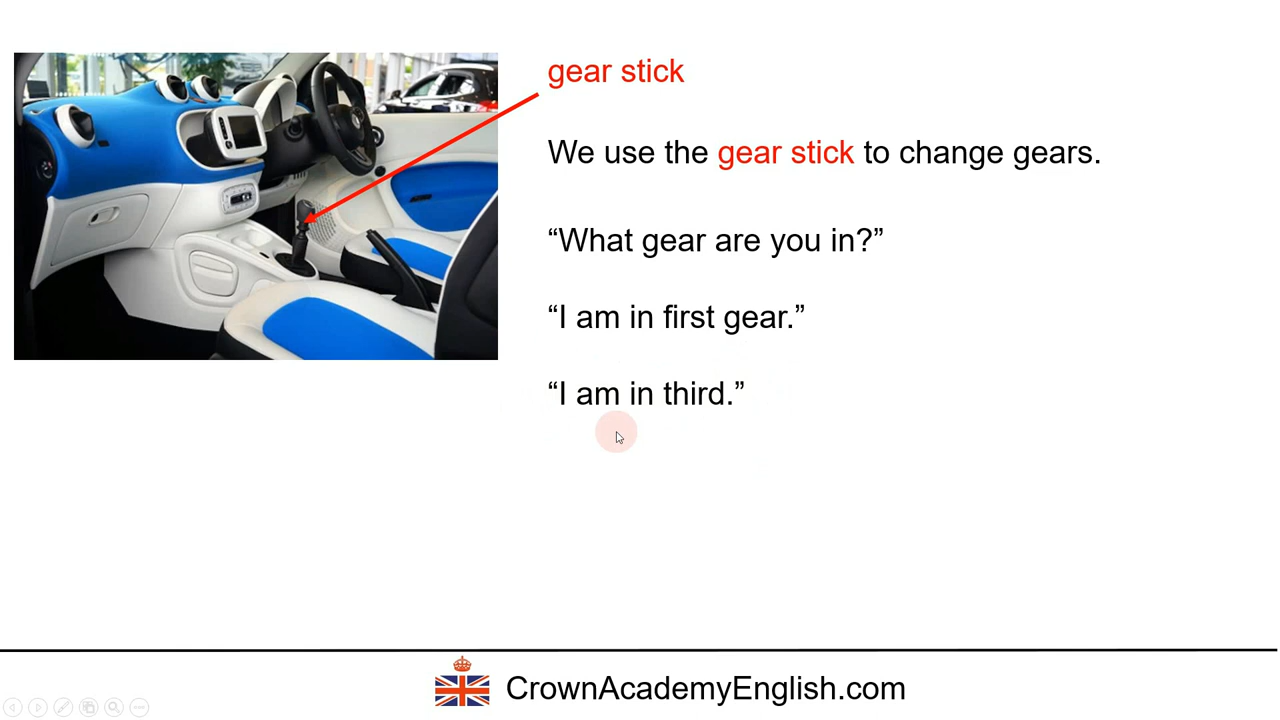 gear stick
We use the gear stick to change gears.
“What gear are you in?”
“I am in first gear.”
“I am in third.”
CrownAcademyEnglish.com